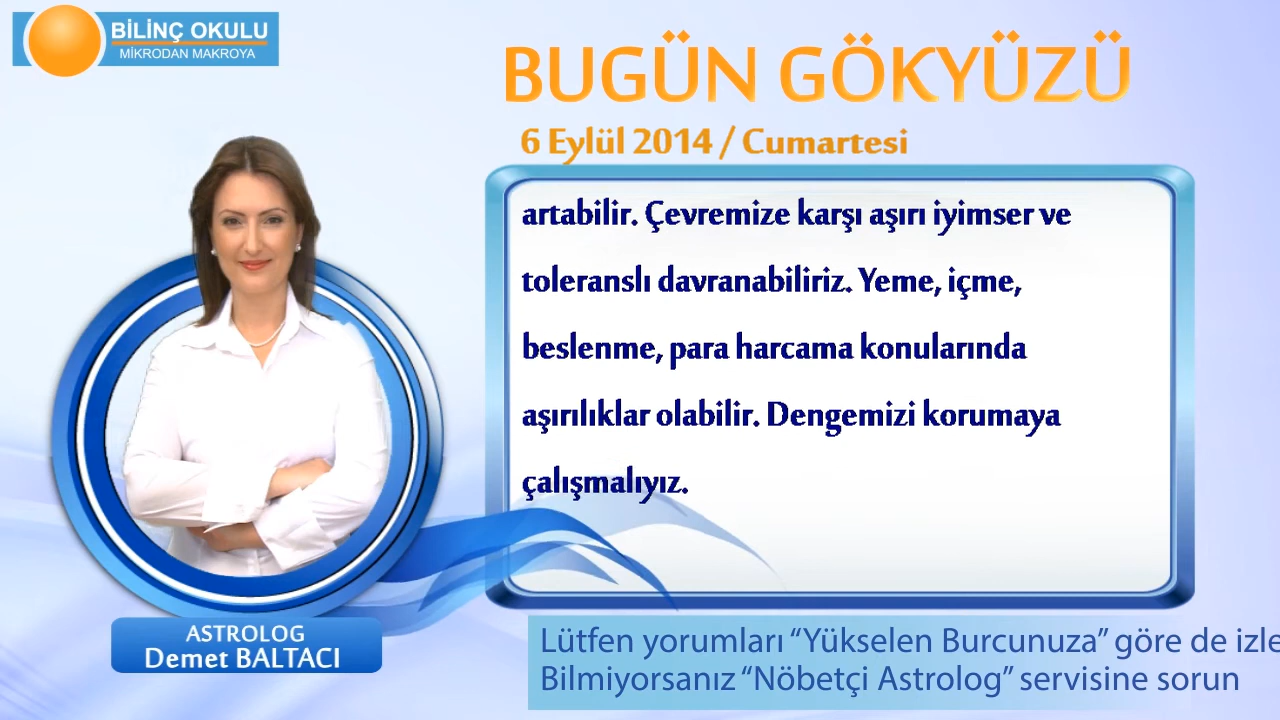 BİLİNÇ OKULU
MİKRODAN MAKROYA
BUGÜN GÖKYÜZÜ
6 Eylül 2014 / Cumartesi
artabilir. Çevremize karşı aşırı iyimser ve
toleranslı davranabiliriz. Yeme, içme,
beslenme, para harcama konularında
aşırılıklar olabilir. Dengemizi korumaya
çalışmalıyız.
ASTROLOG
Demet BALTACI
Lütfen yorumları “Yükselen Burcunuza” göre de izle
Bilmiyorsanız “Nöbetçi Astrolog” servisine sorun